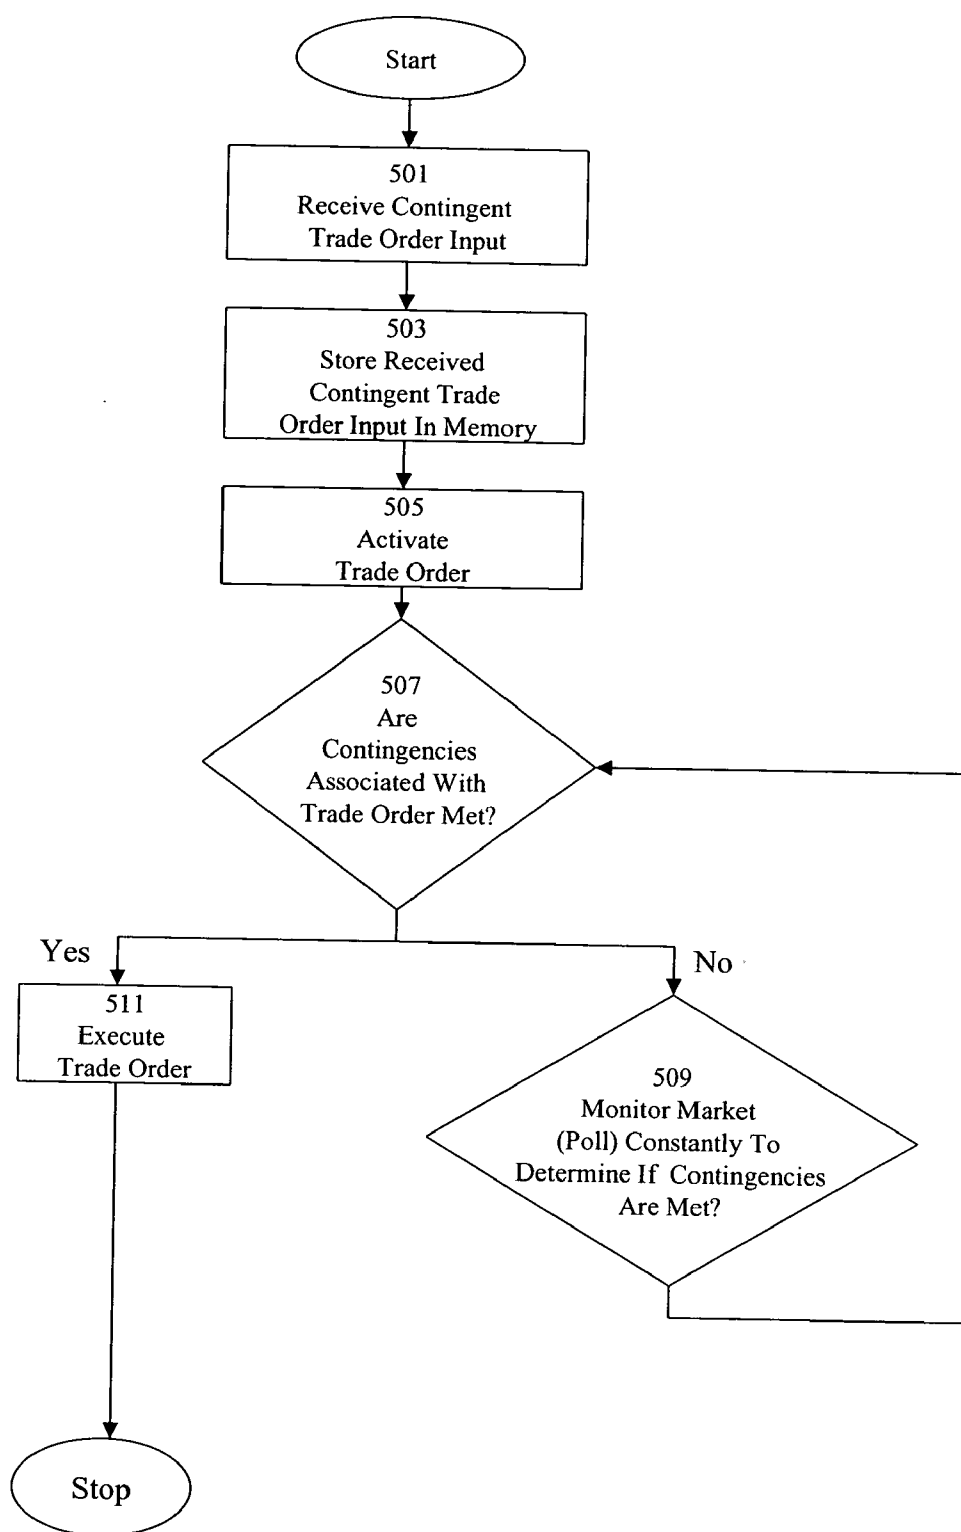 Start
501
Receive Contingent
Trade Order Input
503
Store Received
Contingent Trade
Order Input In Memory
505
Activate
Trade Order
507
Are
Contingencies
Associated With
Trade Order Met?
Yes
No
511
Execute
Trade Order
509
Monitor Market
(Poll) Constantly To
Determine If Contingencies
Are Met?
Stop